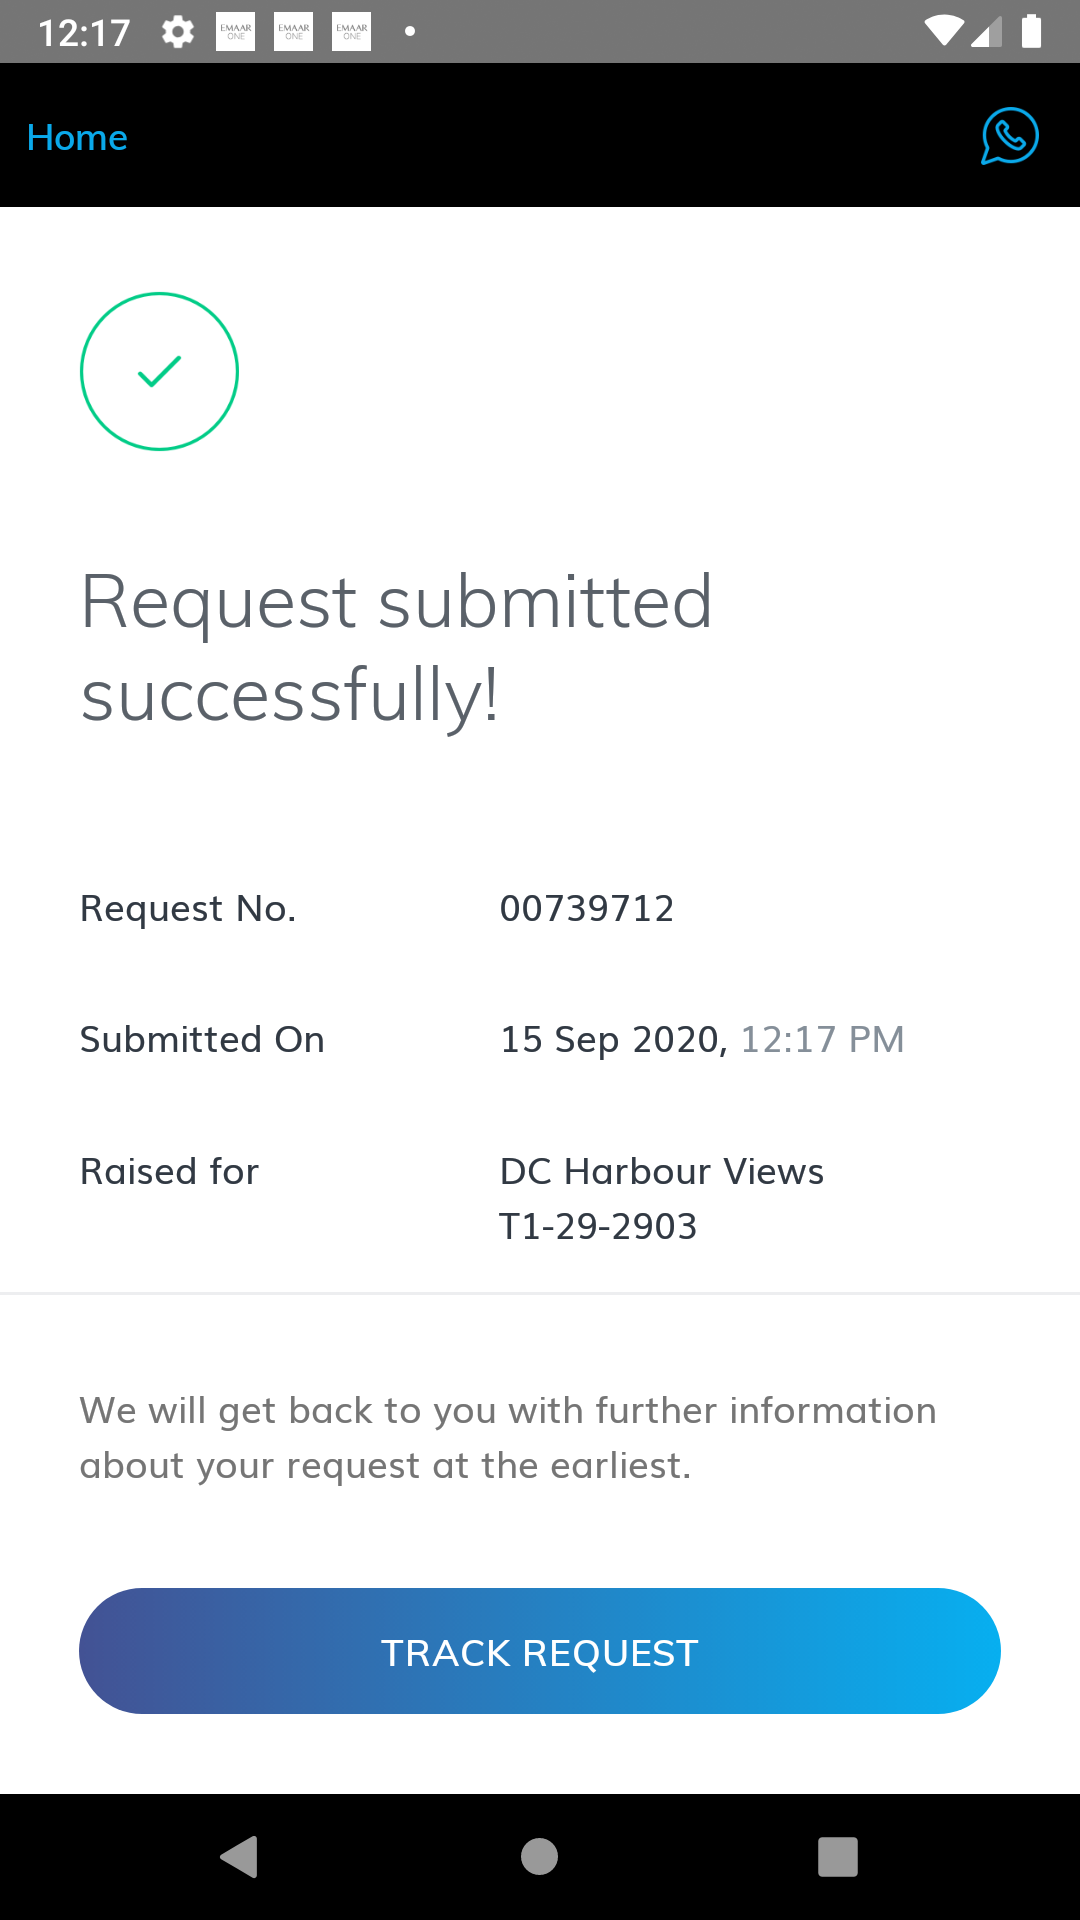 12:17
EMAAR ONE
EMAAR ONE
EMAAR ONE
Home
Request submitted
successfully!
Request No. 00739712
Submitted On 15 Sep 2020, 12:17 PM
Raised for DC Harbour Views
T1-29-2903
We will get back to you with further information
about your request at the earliest.
TRACK REQUEST